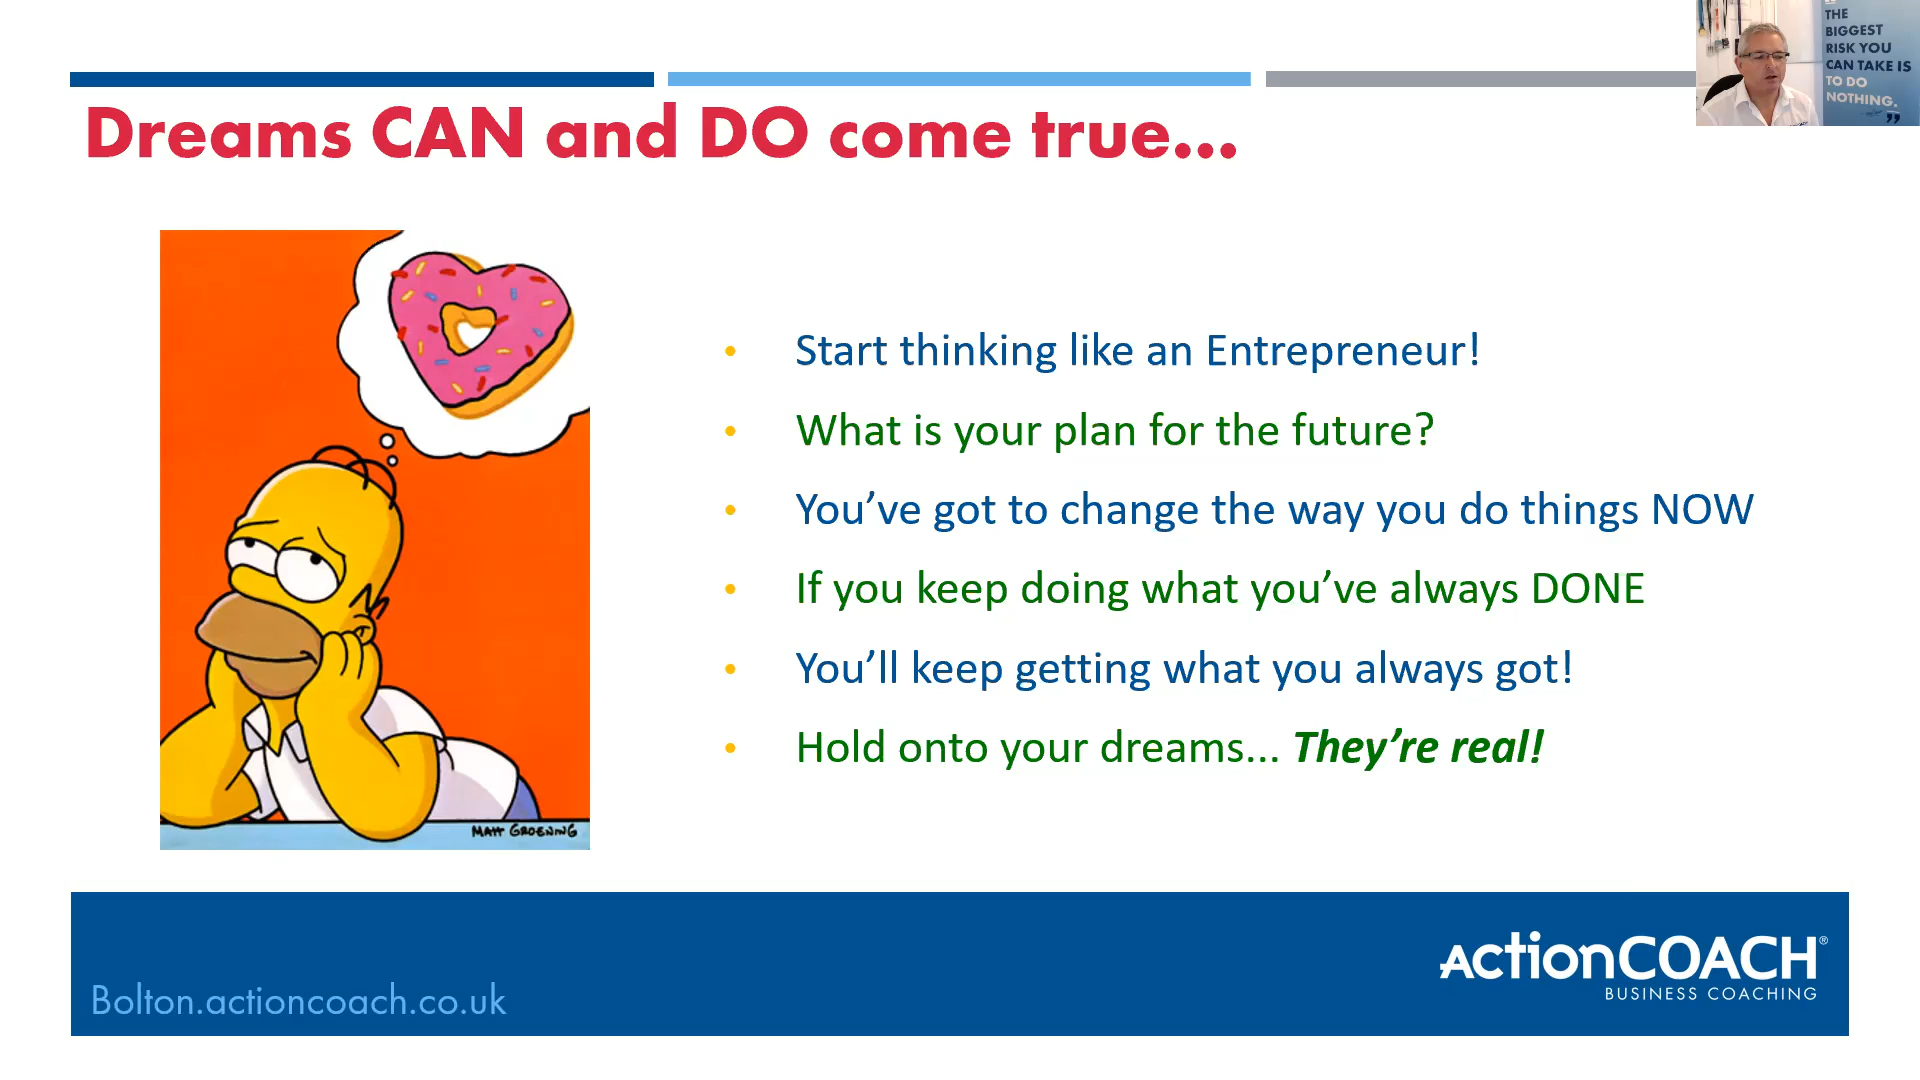 Dreams CAN and DO come true...
THE
BIGGEST
RISK YOU
CAN TAKE IS
TO DO
NOTHING.
• Start thinking like an Entrepreneur!
• What is your plan for the future?
• You’ve got to change the way you do things NOW
• If you keep doing what you’ve always DONE
• You’ll keep getting what you always got!
• Hold onto your dreams... They’re real!
MATT GROENING
Bolton.actioncoach.co.uk
ActionCOACH®
BUSINESS COACHING